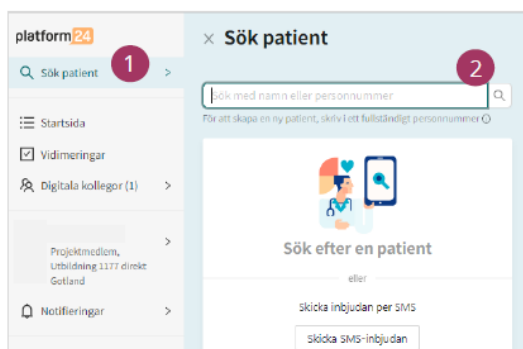 platform24
Sök patient
1
Startsida
Vidimeringar
Digitala kollegor (1)
Projektmedlem,
Utbildning 1177 direkt
Gotland
Notifieringar
Sök patient
2
Sök med namn eller personnummer
För att skapa en ny patient, skriv i ett fullständigt personnummer
Sök efter en patient
eller
Skicka inbjudan per SMS
Skicka SMS-inbjudan